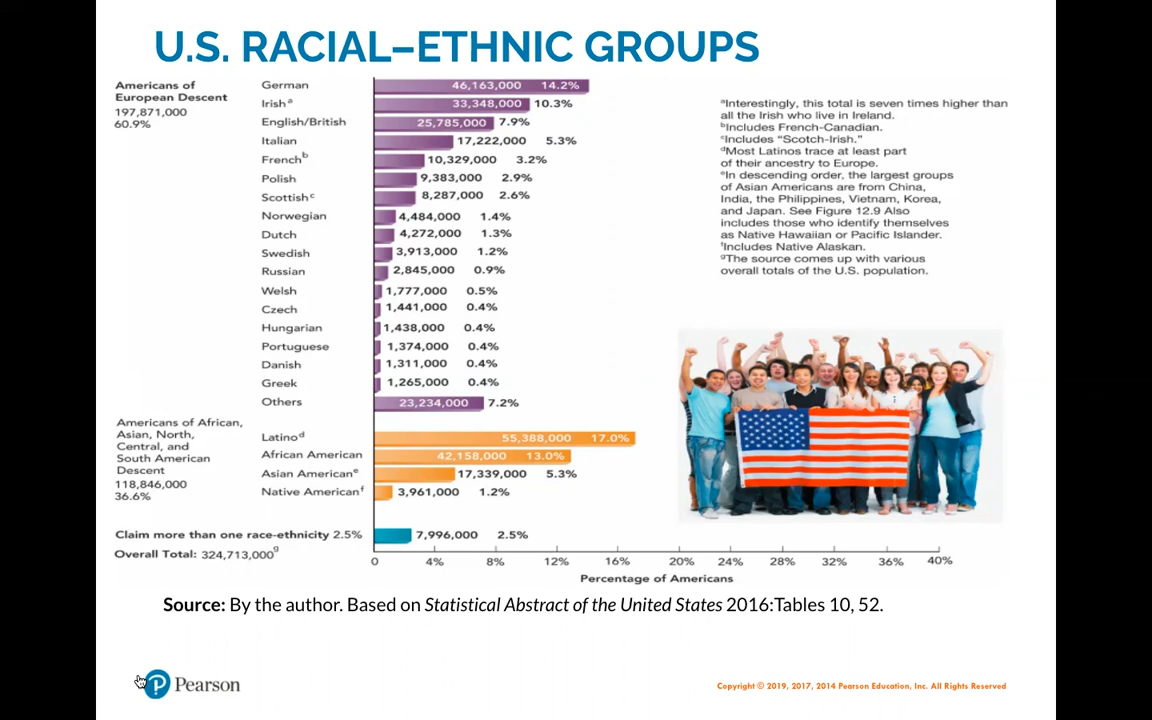 U.S. RACIAL–ETHNIC GROUPS
Americans of
European Descent
197,871,000
60.9%
German 46,163,000 14.2%
Irishᵃ 33,348,000 10.3%
English/British 25,785,000 7.9%
Italian 17,222,000 5.3%
Frenchᵇ 10,329,000 3.2%
Polish 9,383,000 2.9%
Scottishᶜ 8,287,000 2.6%
Norwegian 4,484,000 1.4%
Dutch 4,272,000 1.3%
Swedish 3,913,000 1.2%
Russian 2,845,000 0.9%
Welsh 1,777,000 0.5%
Czech 1,441,000 0.4%
Hungarian 1,438,000 0.4%
Portuguese 1,374,000 0.4%
Danish 1,311,000 0.4%
Greek 1,265,000 0.4%
Others 23,234,000 7.2%
Americans of African,
Asian, North,
Central, and
South American
Descent
118,846,000
36.6%
Latinoᵈ 55,388,000 17.0%
African American 42,158,000 13.0%
Asian Americanᵉ 17,339,000 5.3%
Native Americanᶠ 3,961,000 1.2%
Claim more than one race-ethnicity 2.5% 7,996,000 2.5%
Overall Total: 324,713,000ᵍ
0 4% 8% 12% 16% 20% 24% 28% 32% 36% 40%
Percentage of Americans
ᵃInterestingly, this total is seven times higher than
all the Irish who live in Ireland.
ᵇIncludes French-Canadian.
ᶜIncludes “Scotch-Irish.”
ᵈMost Latinos trace at least part
of their ancestry to Europe.
ᵉIn descending order, the largest groups
of Asian Americans are from China,
India, the Philippines, Vietnam, Korea,
and Japan. See Figure 12.9 Also
includes those who identify themselves
as Native Hawaiian or Pacific Islander.
ᶠIncludes Native Alaskan.
ᵍThe source comes up with various
overall totals of the U.S. population.
Source: By the author. Based on Statistical Abstract of the United States 2016:Tables 10, 52.
P Pearson
Copyright © 2019, 2017, 2014 Pearson Education, Inc. All Rights Reserved